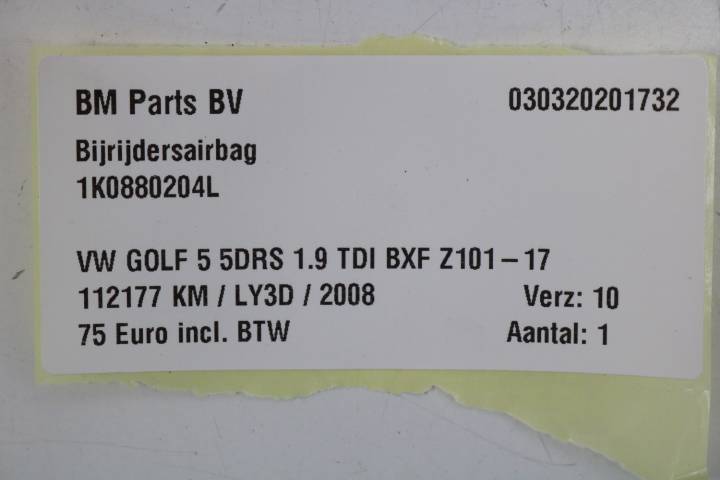 BM Parts BV 030320201732
Bijrijdersairbag
1K0880204L
VW GOLF 5 5DRS 1.9 TDI BXF Z101-17
112177 KM / LY3D / 2008 Verz: 10
75 Euro incl. BTW Aantal: 1